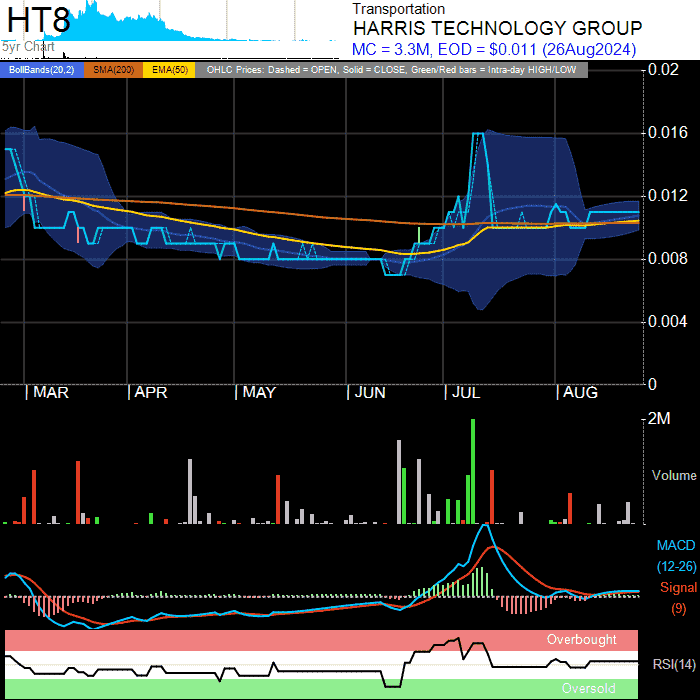 HT8
5yr Chart
Transportation
HARRIS TECHNOLOGY GROUP
MC = 3.3M, EOD = $0.011 (26Aug2024)
BollBands(20,2) SMA(200) EMA(50) OHLC Prices: Dashed = OPEN, Solid = CLOSE, Green/Red bars = Intra-day HIGH/LOW
0.02
0.016
0.012
0.008
0.004
0
MAR APR MAY JUN JUL AUG
2M
Volume
MACD
(12-26)
Signal
(9)
Overbought
RSI(14)
Oversold